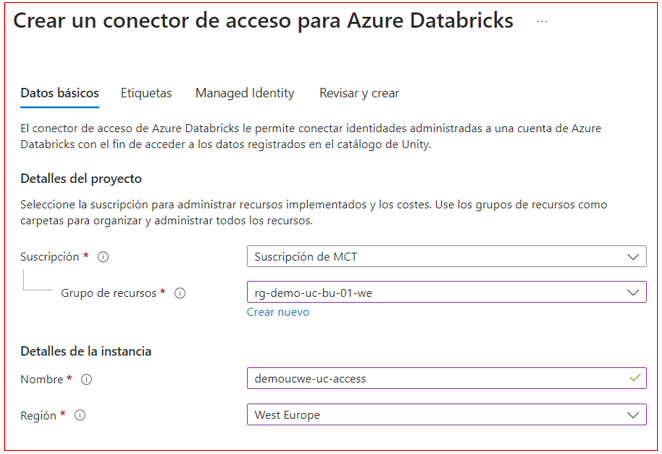 Crear un conector de acceso para Azure Databricks ...
Datos básicos Etiquetas Managed Identity Revisar y crear
El conector de acceso de Azure Databricks le permite conectar identidades administradas a una cuenta de Azure
Databricks con el fin de acceder a los datos registrados en el catálogo de Unity.
Detalles del proyecto
Seleccione la suscripción para administrar recursos implementados y los costes. Use los grupos de recursos como
carpetas para organizar y administrar todos los recursos.
Suscripción * Suscripción de MCT
Grupo de recursos * rg-demo-uc-bu-01-we
Crear nuevo
Detalles de la instancia
Nombre * demoucwe-uc-access
Región * West Europe